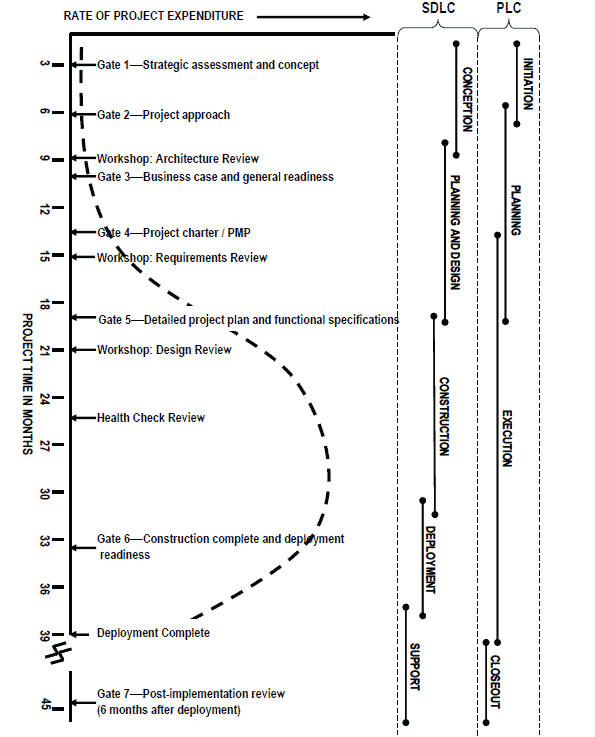 RATE OF PROJECT EXPENDITURE
SDLC
PLC
3
Gate 1—Strategic assessment and concept
INITIATION
CONCEPTION
6
Gate 2—Project approach
9
Workshop: Architecture Review
Gate 3—Business case and general readiness
PLANNING
PLANNING AND DESIGN
12
Gate 4—Project charter / PMP
15
Workshop: Requirements Review
18
Gate 5—Detailed project plan and functional specifications
PROJECT TIME IN MONTHS
21
Workshop: Design Review
24
Health Check Review
CONSTRUCTION
EXECUTION
27
30
33
Gate 6—Construction complete and deployment
readiness
DEPLOYMENT
36
39
Deployment Complete
SUPPORT
CLOSEOUT
45
Gate 7—Post-implementation review
(6 months after deployment)